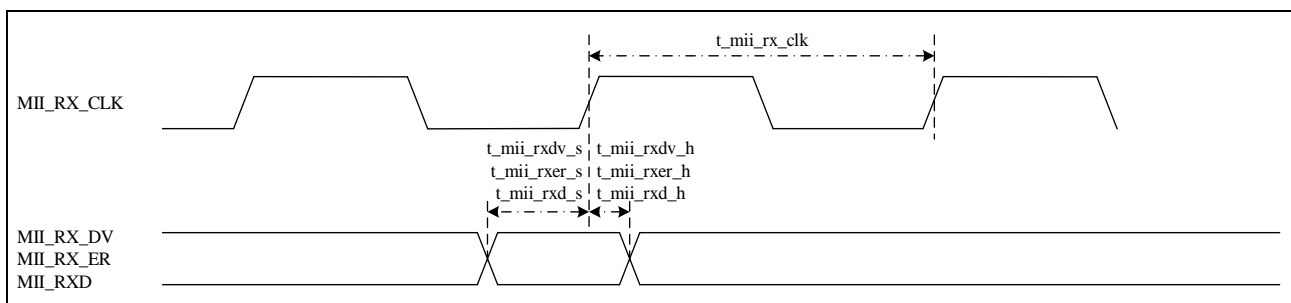 t_mii_rx_clk
MII_RX_CLK
t_mii_rxdv_s t_mii_rxdv_h
t_mii_rxer_s t_mii_rxer_h
t_mii_rxd_s t_mii_rxd_h
MII_RX_DV
MII_RX_ER
MII_RXD